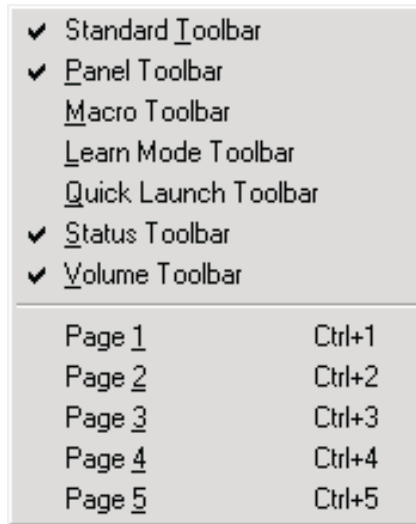 Standard Toolbar
Panel Toolbar
Macro Toolbar
Learn Mode Toolbar
Quick Launch Toolbar
Status Toolbar
Volume Toolbar
Page 1 Ctrl+1
Page 2 Ctrl+2
Page 3 Ctrl+3
Page 4 Ctrl+4
Page 5 Ctrl+5